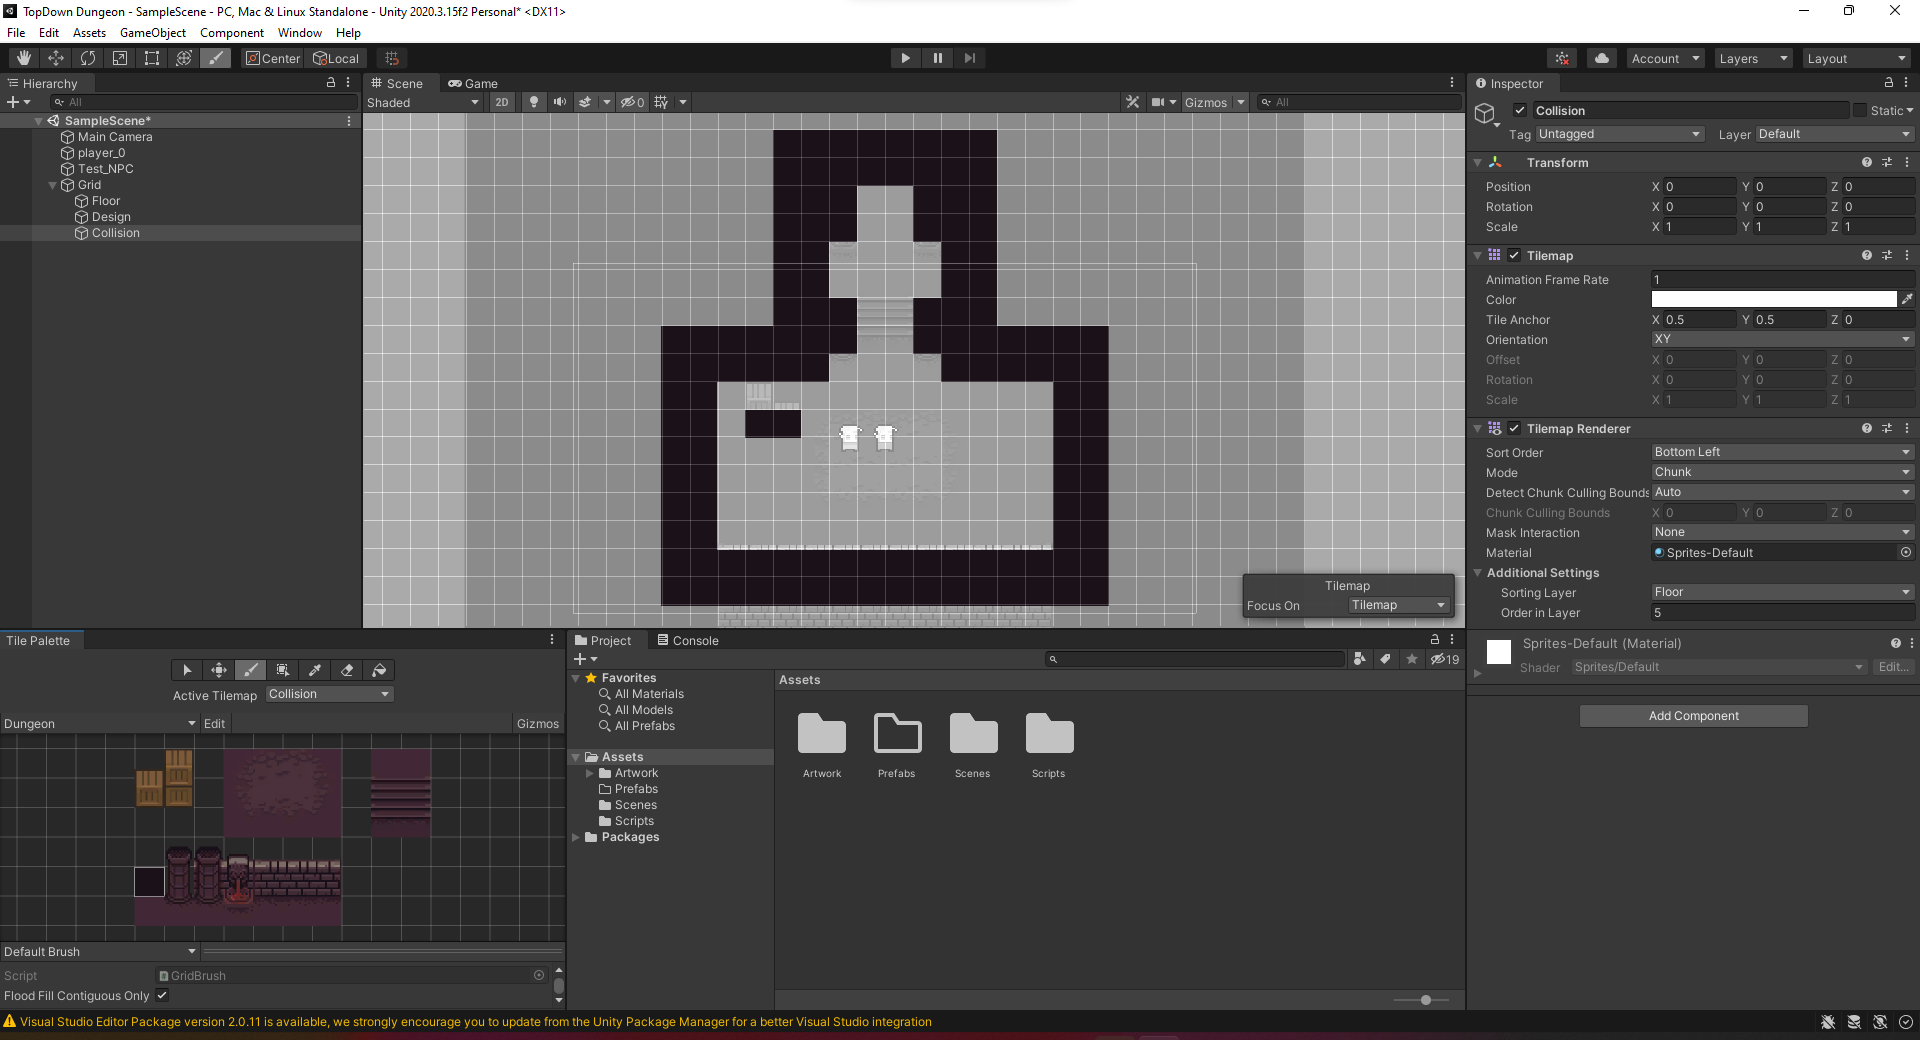 TopDown Dungeon - SampleScene - PC, Mac & Linux Standalone - Unity 2020.3.15f2 Personal* <DX11>
File Edit Assets GameObject Component Window Help
Center Local Account Layers Layout
Hierarchy
All
SampleScene*
Main Camera
player_0
Test_NPC
Grid
Floor
Design
Collision
Scene Game
Shaded 2D 0 Gizmos All
Tilemap
Focus On Tilemap
Inspector
Collision Static
Tag Untagged Layer Default
Transform
Position X 0 Y 0 Z 0
Rotation X 0 Y 0 Z 0
Scale X 1 Y 1 Z 1
Tilemap
Animation Frame Rate 1
Color
Tile Anchor X 0.5 Y 0.5 Z 0
Orientation XY
Offset X 0 Y 0 Z 0
Rotation X 0 Y 0 Z 0
Scale X 1 Y 1 Z 1
Tilemap Renderer
Sort Order Bottom Left
Mode Chunk
Detect Chunk Culling Bounds Auto
Chunk Culling Bounds X 0 Y 0 Z 0
Mask Interaction None
Material Sprites-Default
Additional Settings
Sorting Layer Floor
Order in Layer 5
Sprites-Default (Material)
Shader Sprites/Default Edit...
Add Component
Tile Palette
Active Tilemap Collision
Dungeon Edit Gizmos
Default Brush
Script GridBrush
Flood Fill Contiguous Only
Project Console
19
Favorites
All Materials
All Models
All Prefabs
Assets
Artwork
Prefabs
Scenes
Scripts
Packages
Assets
Artwork Prefabs Scenes Scripts
Visual Studio Editor Package version 2.0.11 is available, we strongly encourage you to update from the Unity Package Manager for a better Visual Studio integration